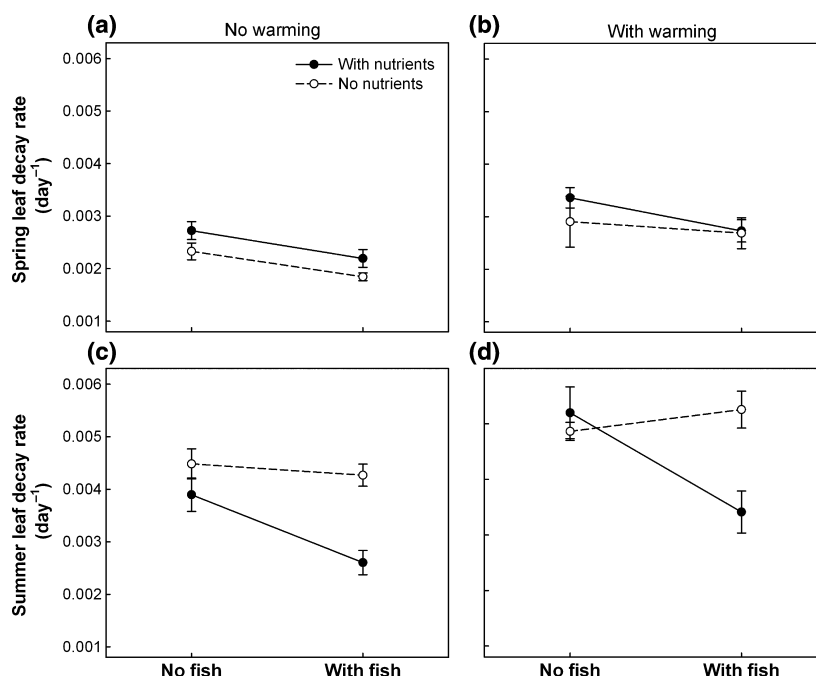 (a)
No warming
(b)
With warming
With nutrients
No nutrients
0.006
0.005
0.004
0.003
0.002
0.001
Spring leaf decay rate
(day⁻¹)
(c)
(d)
0.006
0.005
0.004
0.003
0.002
0.001
Summer leaf decay rate
(day⁻¹)
No fish
With fish
No fish
With fish